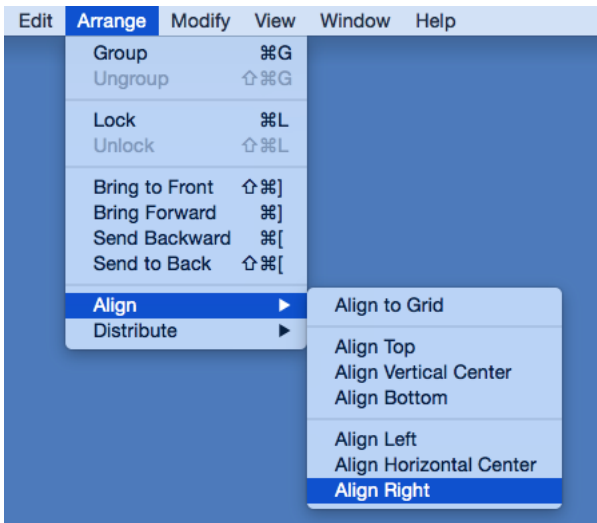 Edit Arrange Modify View Window Help
Group ⌘G
Ungroup ⇧⌘G
Lock ⌘L
Unlock ⇧⌘L
Bring to Front ⇧⌘]
Bring Forward ⌘]
Send Backward ⌘[
Send to Back ⇧⌘[
Align ▶
Distribute ▶
Align to Grid
Align Top
Align Vertical Center
Align Bottom
Align Left
Align Horizontal Center
Align Right